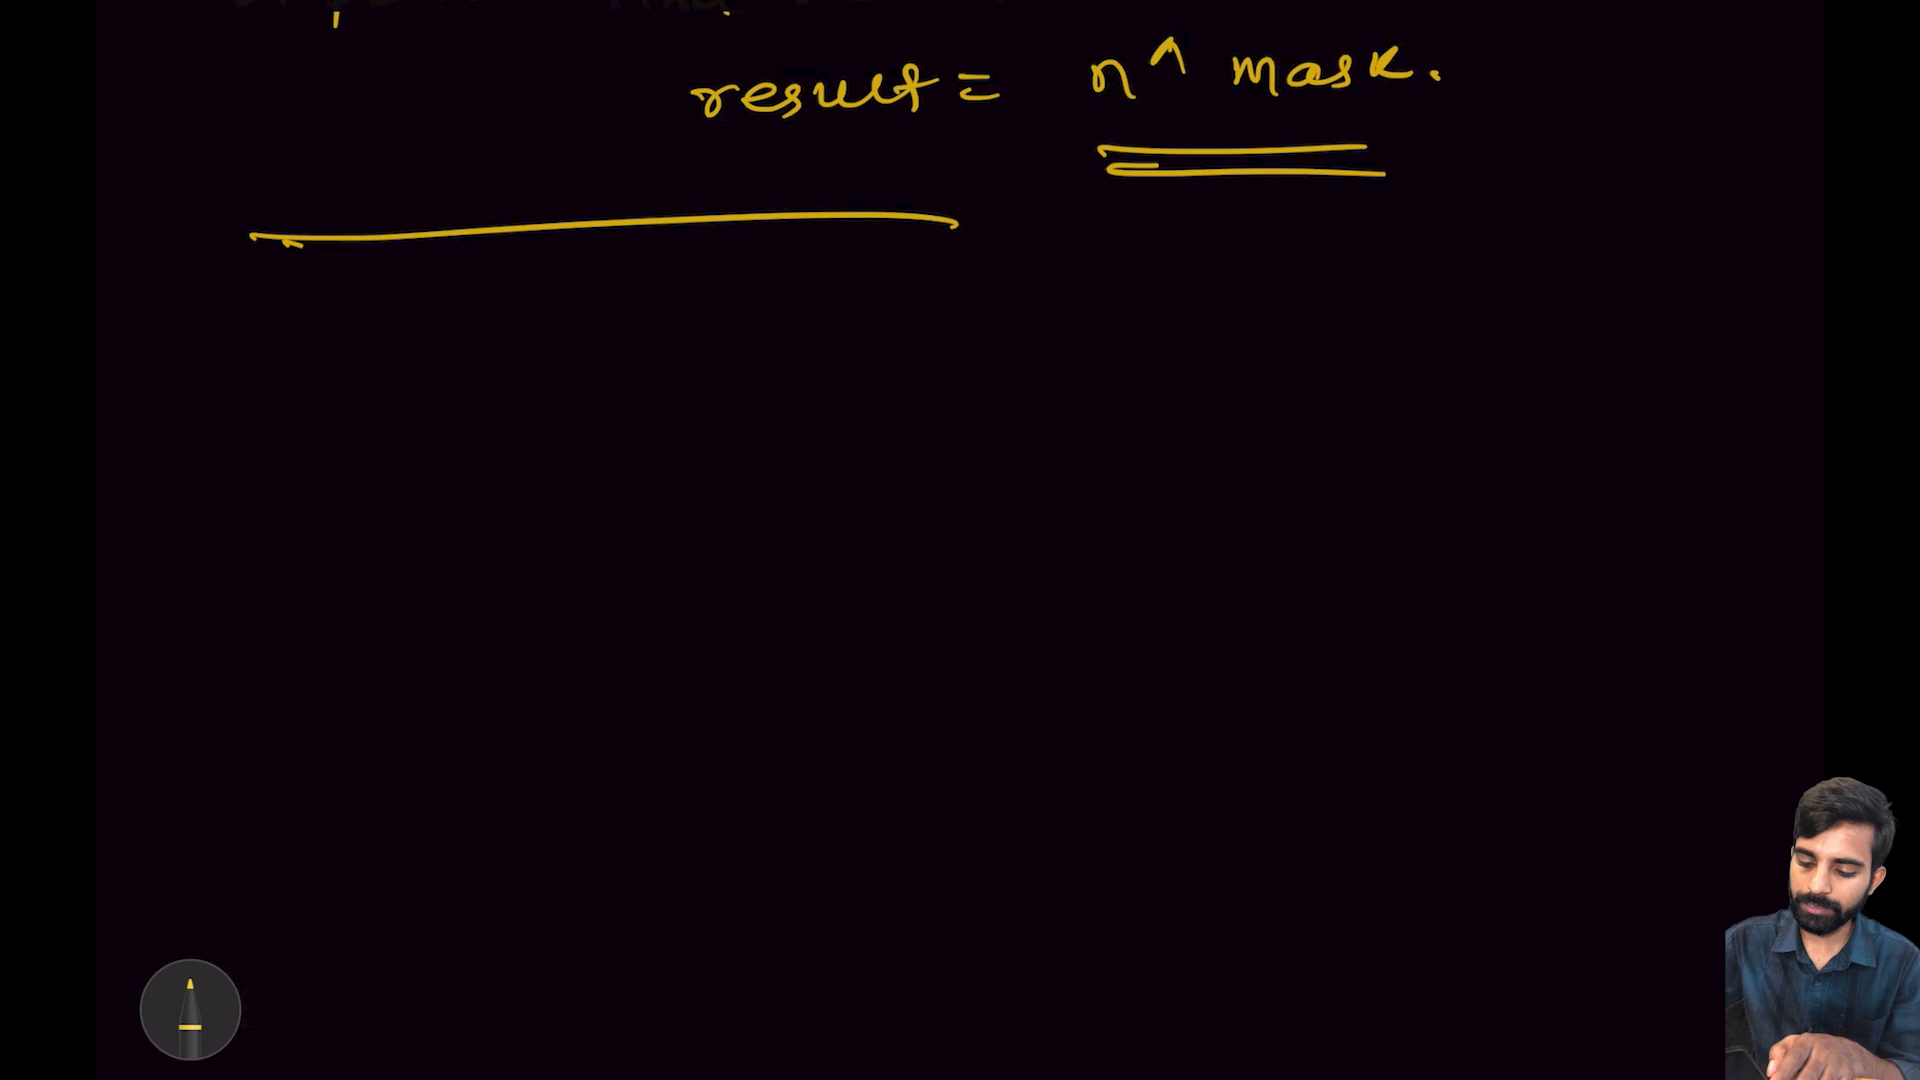 result = n ^ mask.